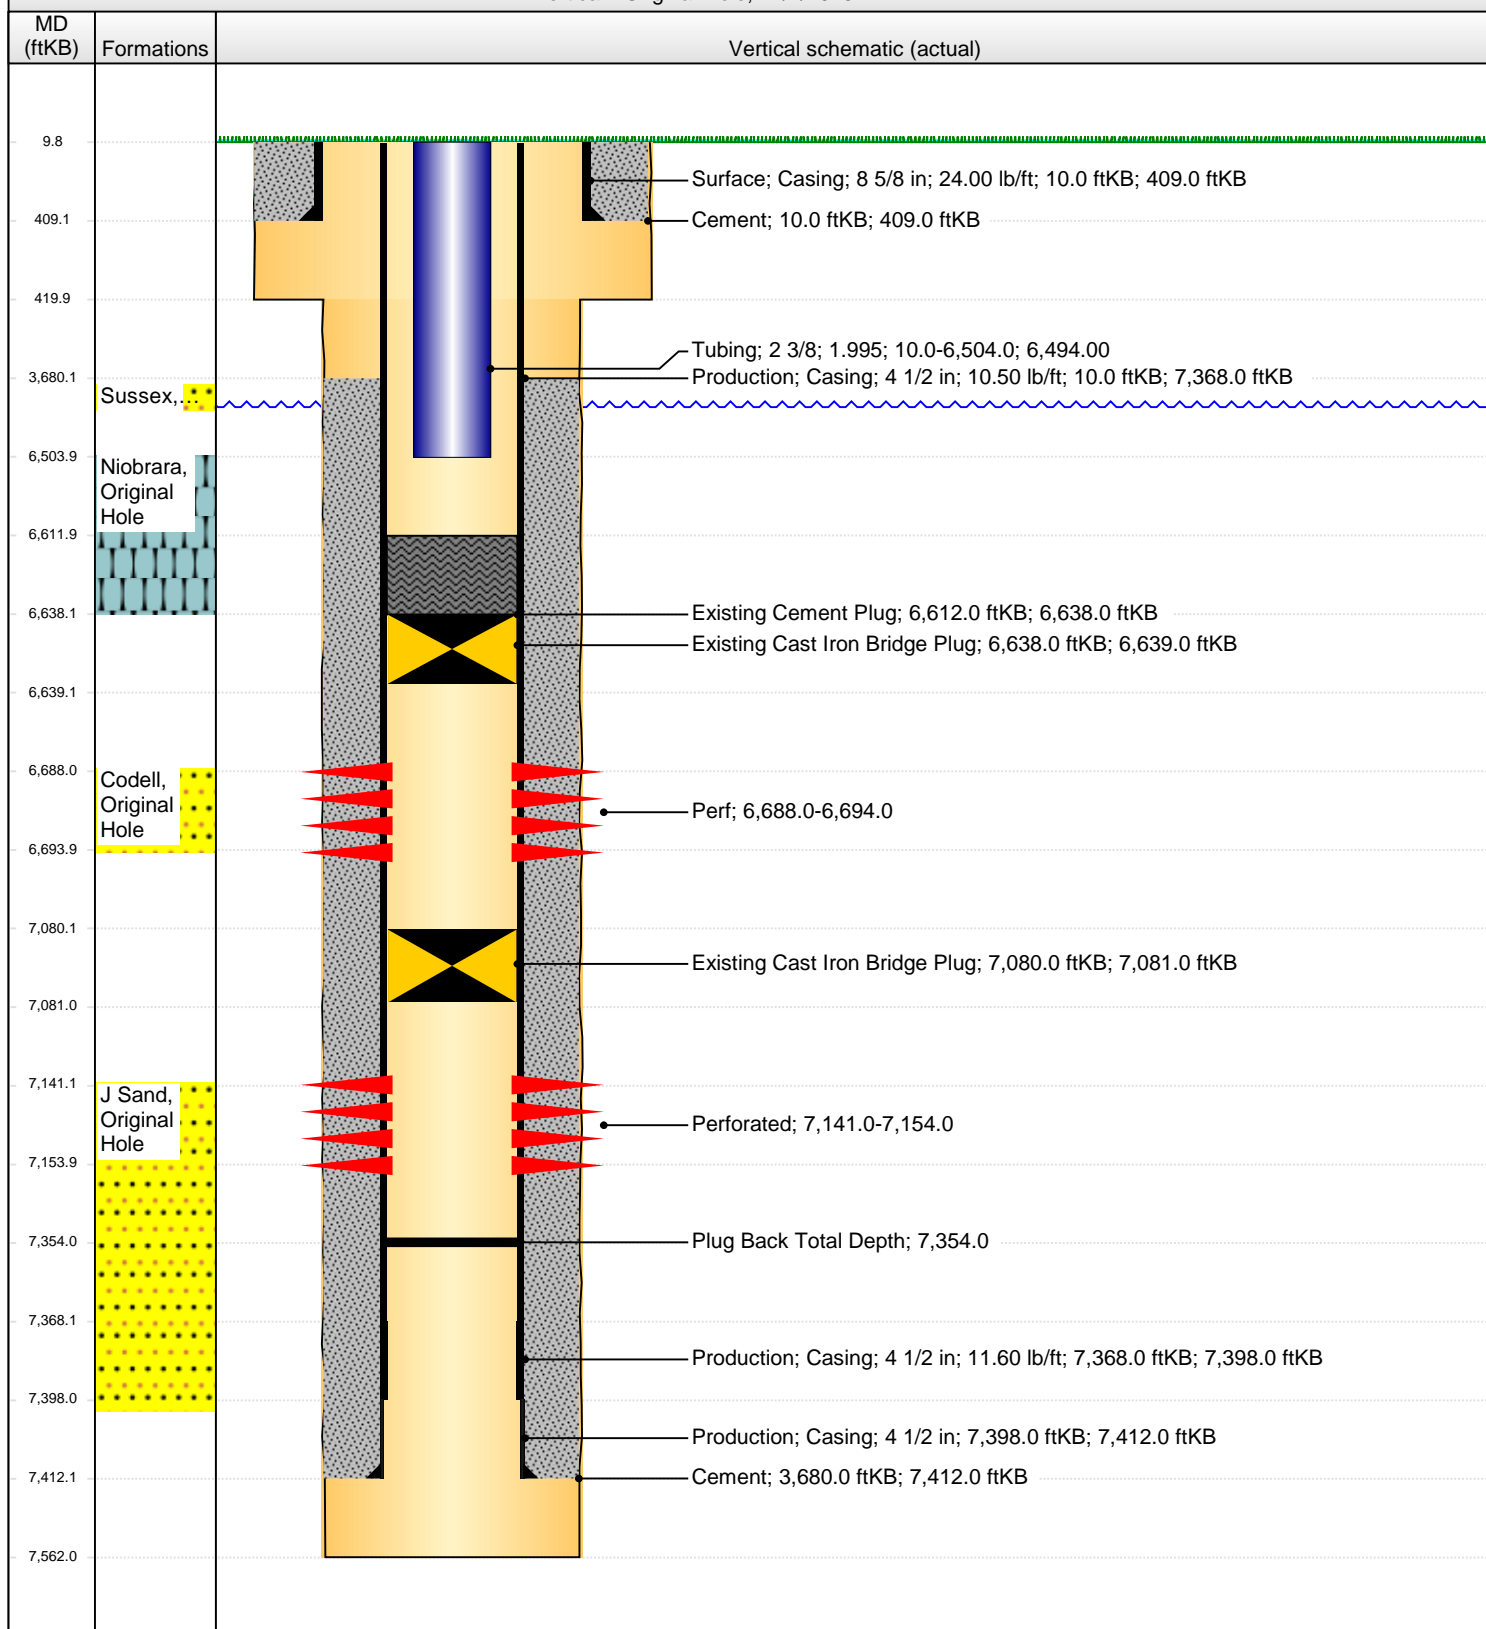 MD
(ftKB)
Formations
Vertical schematic (actual)
9.8
Surface; Casing; 8 5/8 in; 24.00 lb/ft; 10.0 ftKB; 409.0 ftKB
409.1
Cement; 10.0 ftKB; 409.0 ftKB
419.9
Tubing; 2 3/8; 1.995; 10.0-6,504.0; 6,494.00
3,680.1
Production; Casing; 4 1/2 in; 10.50 lb/ft; 10.0 ftKB; 7,368.0 ftKB
Sussex,...
6,503.9
Niobrara,
Original
Hole
6,611.9
6,638.1
Existing Cement Plug; 6,612.0 ftKB; 6,638.0 ftKB
Existing Cast Iron Bridge Plug; 6,638.0 ftKB; 6,639.0 ftKB
6,639.1
6,688.0
Codell,
Original
Hole
Perf; 6,688.0-6,694.0
6,693.9
7,080.1
Existing Cast Iron Bridge Plug; 7,080.0 ftKB; 7,081.0 ftKB
7,081.0
7,141.1
J Sand,
Original
Hole
Perforated; 7,141.0-7,154.0
7,153.9
7,354.0
Plug Back Total Depth; 7,354.0
7,368.1
Production; Casing; 4 1/2 in; 11.60 lb/ft; 7,368.0 ftKB; 7,398.0 ftKB
7,398.0
Production; Casing; 4 1/2 in; 7,398.0 ftKB; 7,412.0 ftKB
7,412.1
Cement; 3,680.0 ftKB; 7,412.0 ftKB
7,562.0